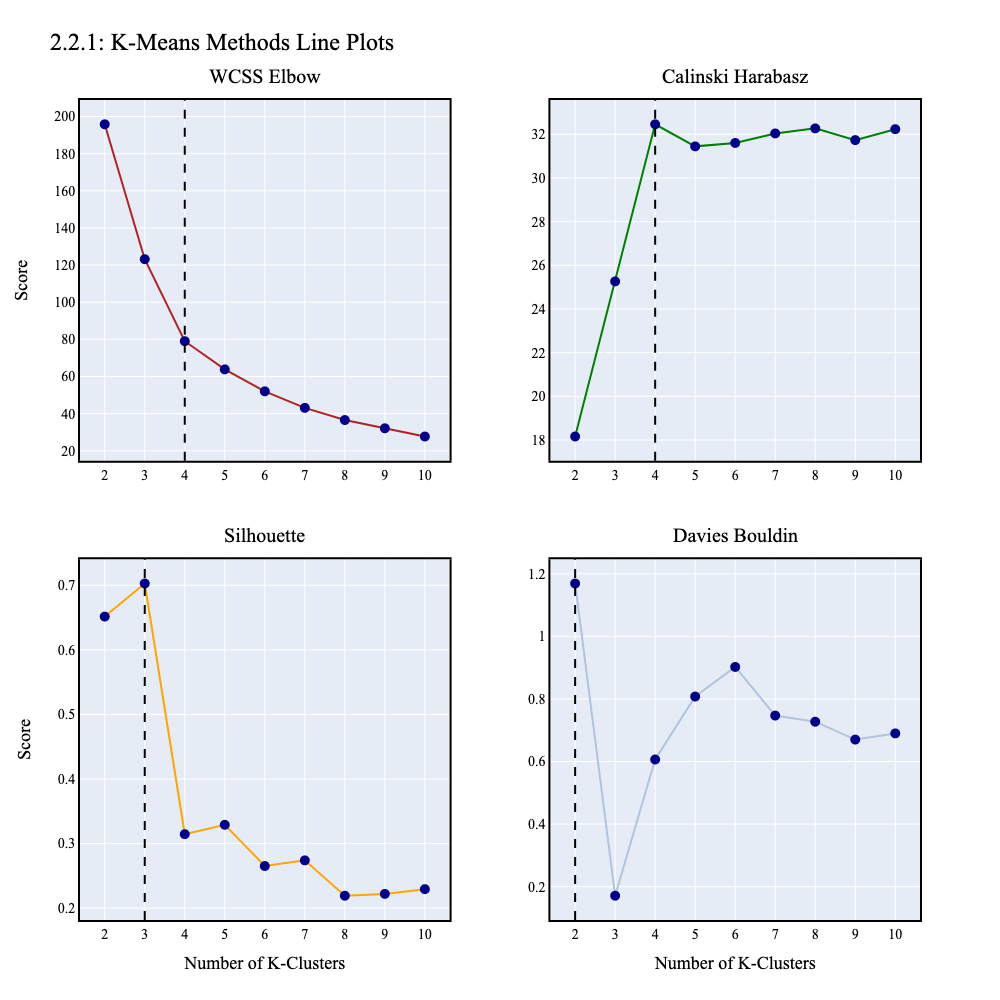 2.2.1: K-Means Methods Line Plots
WCSS Elbow
Calinski Harabasz
Score
200
180
160
140
120
100
80
60
40
20
2 3 4 5 6 7 8 9 10
32
30
28
26
24
22
20
18
2 3 4 5 6 7 8 9 10
Silhouette
Davies Bouldin
Score
0.7
0.6
0.5
0.4
0.3
0.2
2 3 4 5 6 7 8 9 10
Number of K-Clusters
1.2
1
0.8
0.6
0.4
0.2
2 3 4 5 6 7 8 9 10
Number of K-Clusters